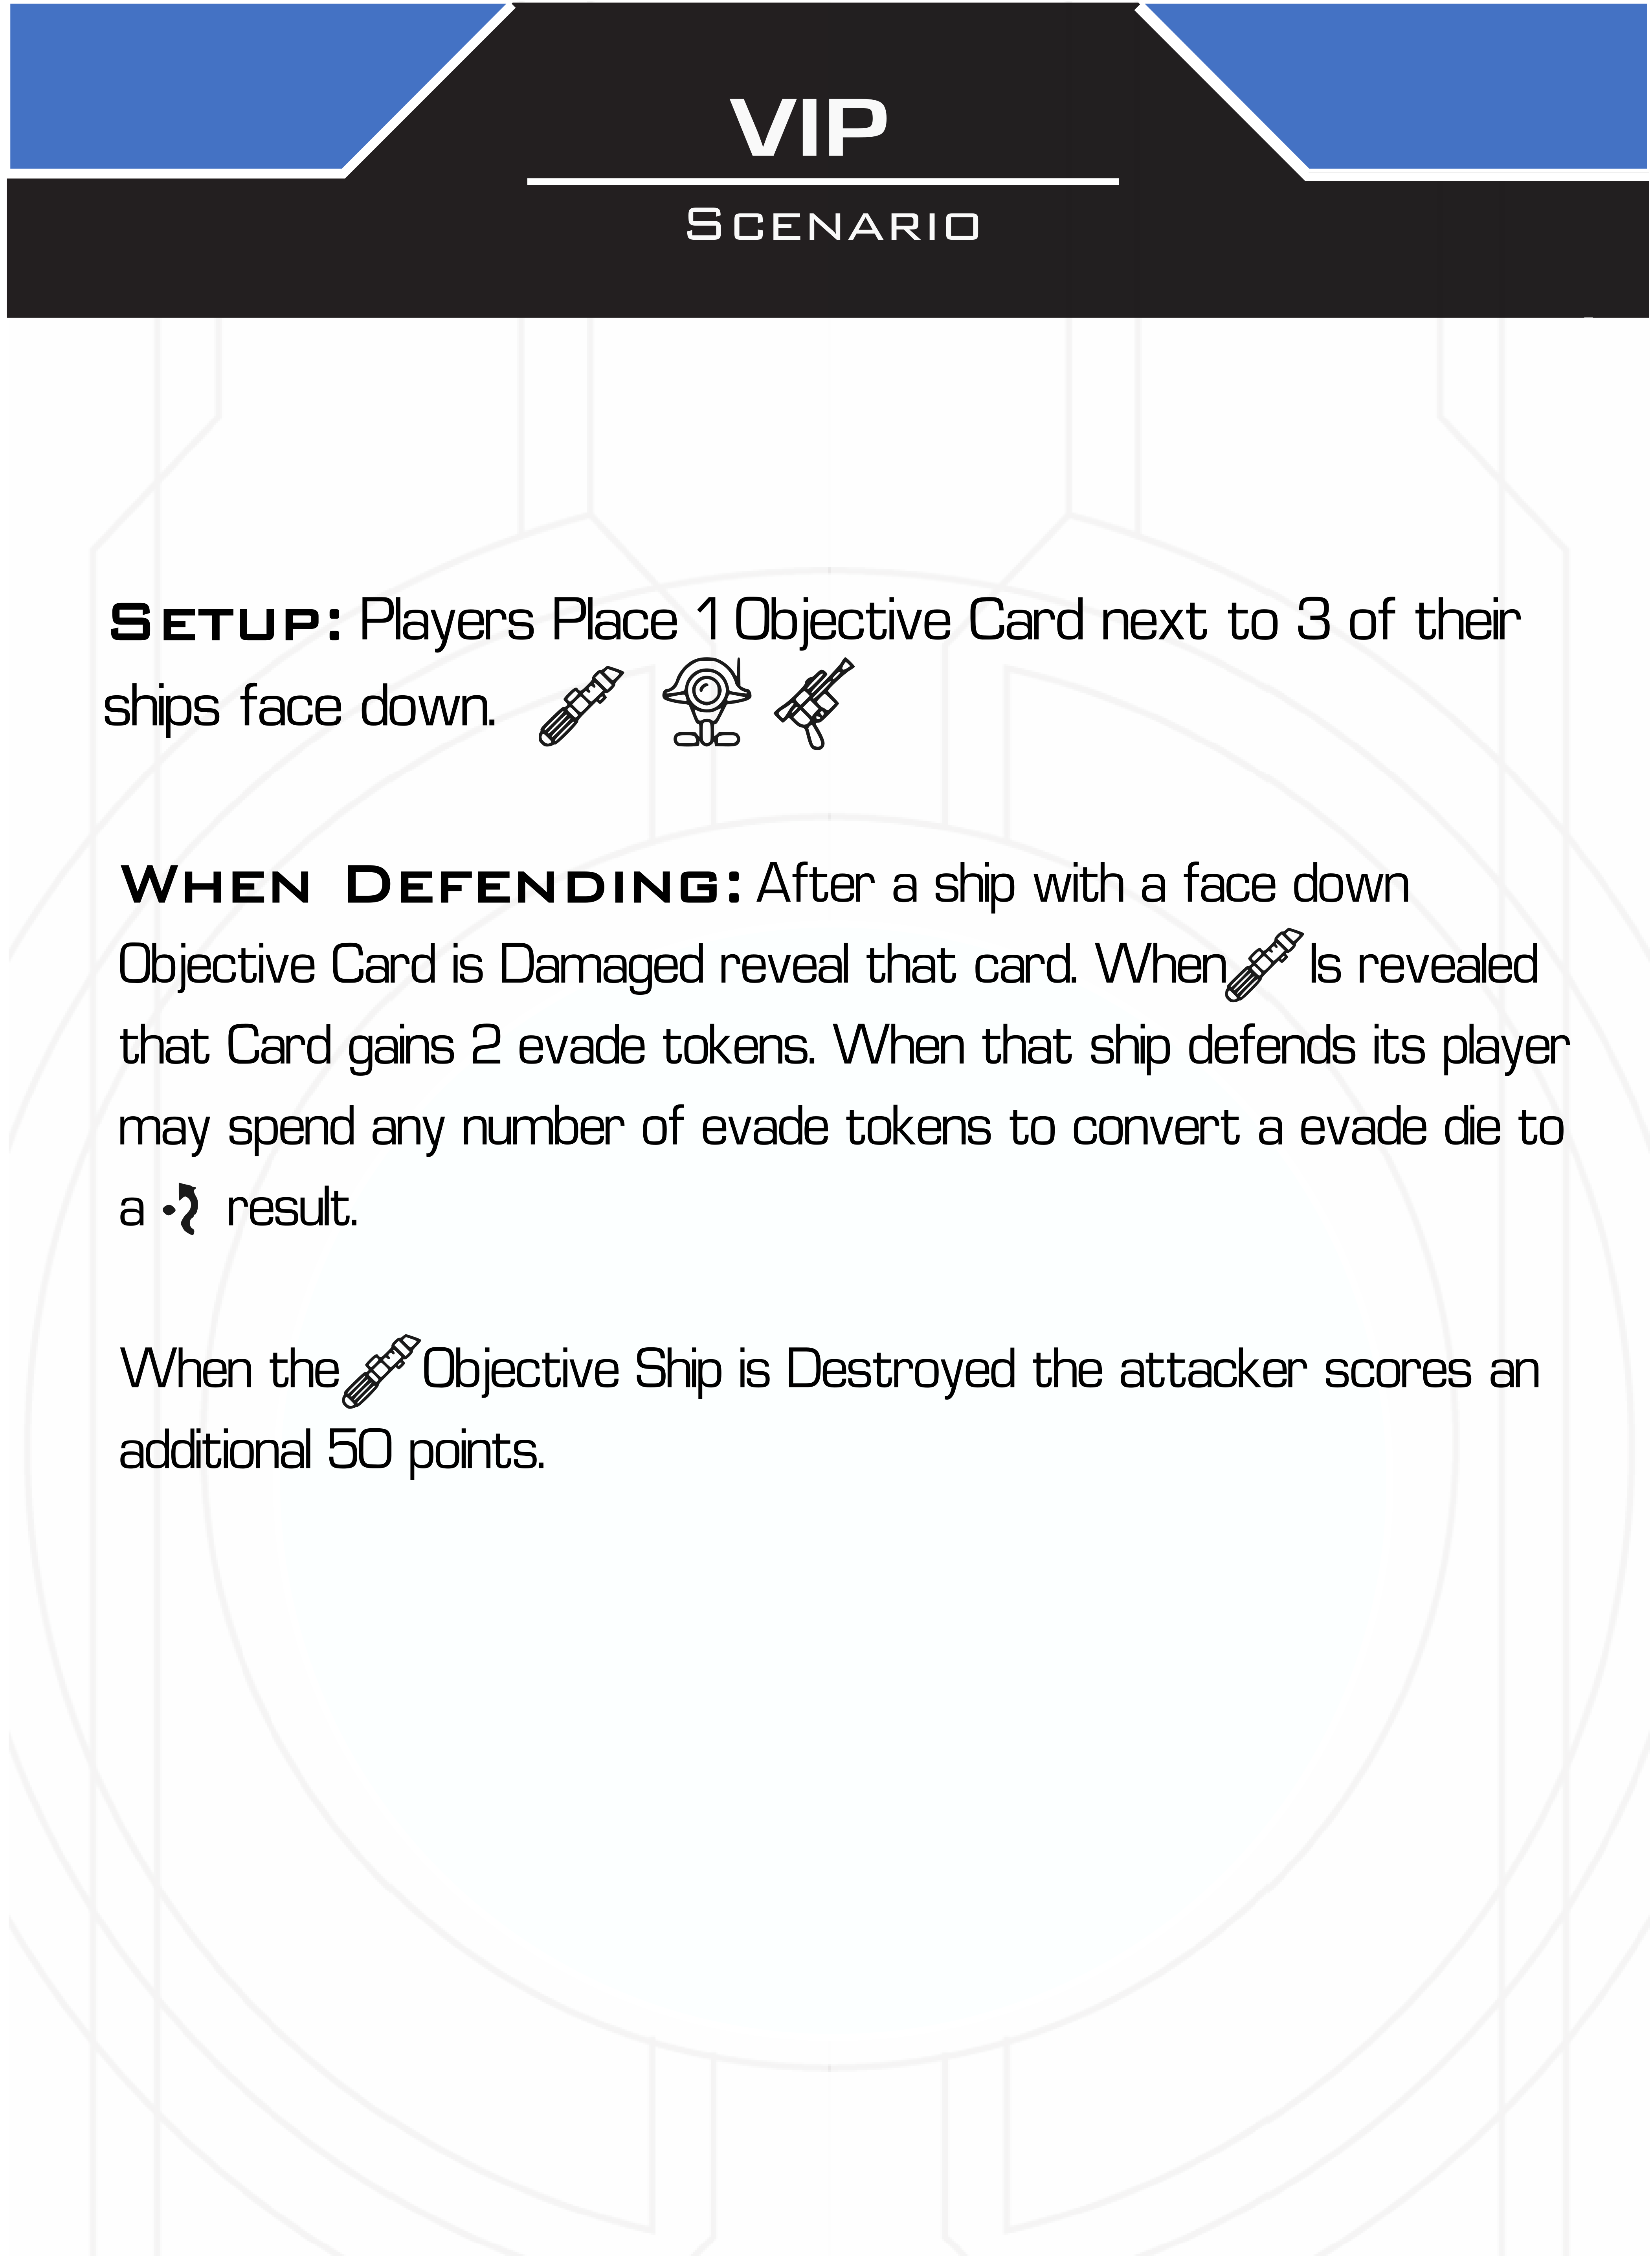 VIP
Scenario
Setup: Players Place 1 Objective Card next to 3 of their
ships face down.
When Defending: After a ship with a face down
Objective Card is Damaged reveal that card. When Is revealed
that Card gains 2 evade tokens. When that ship defends its player
may spend any number of evade tokens to convert a evade die to
a result.
When the Objective Ship is Destroyed the attacker scores an
additional 50 points.